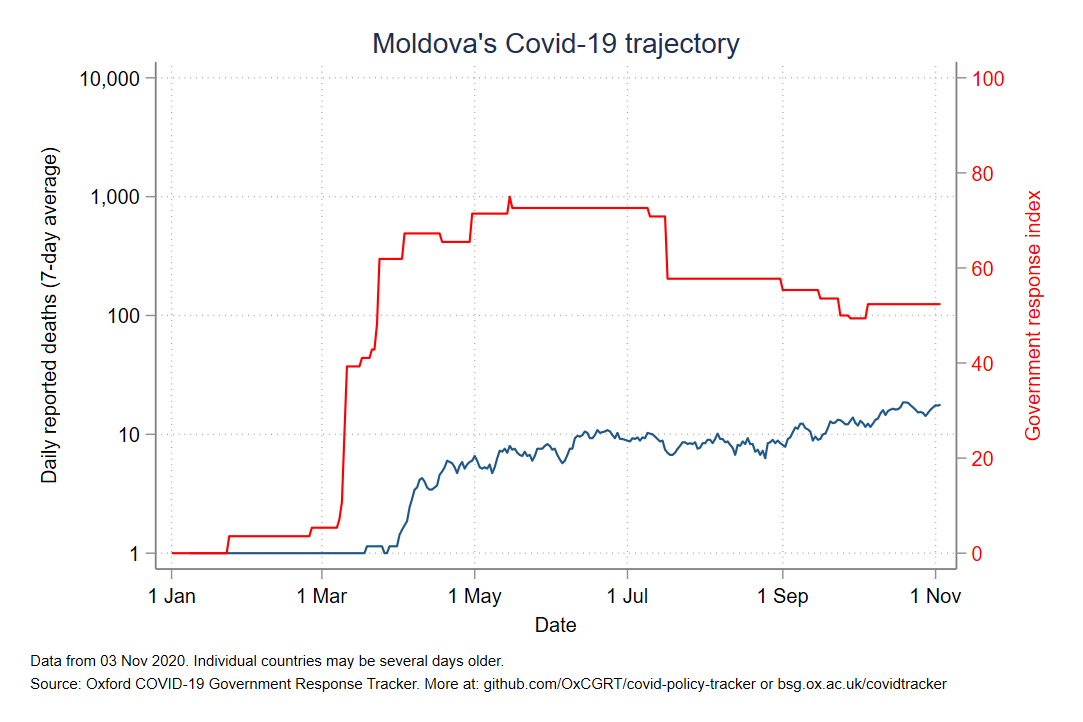 Moldova's Covid-19 trajectory
Daily reported deaths (7-day average)
10,000
1,000
100
10
1
100
80
60
40
20
0
Government response index
1 Jan
1 Mar
1 May
1 Jul
1 Sep
1 Nov
Date
Data from 03 Nov 2020. Individual countries may be several days older.
Source: Oxford COVID-19 Government Response Tracker. More at: github.com/OxCGRT/covid-policy-tracker or bsg.ox.ac.uk/covidtracker